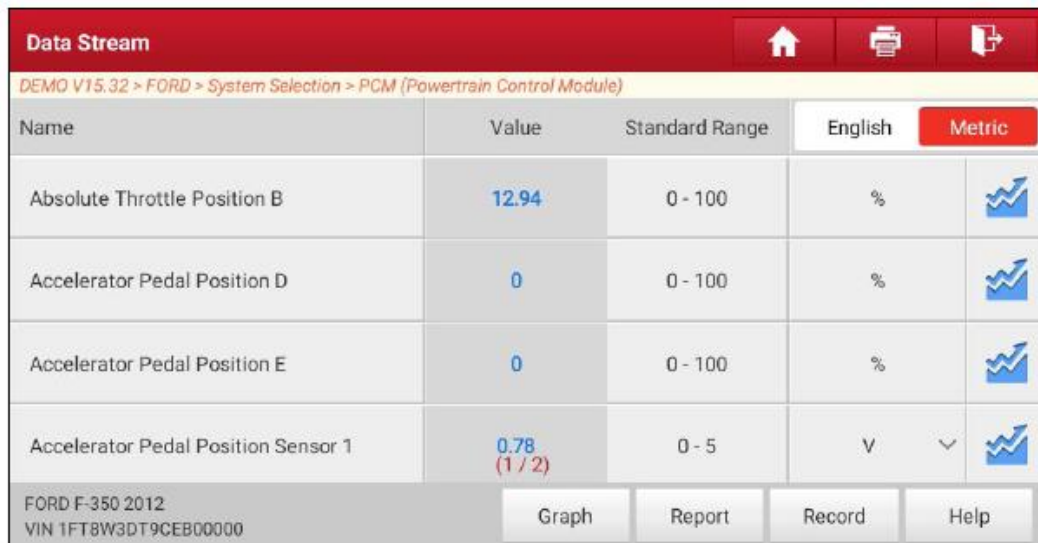 Data Stream
DEMO V15.32 > FORD > System Selection > PCM (Powertrain Control Module)
Name Value Standard Range English Metric
Absolute Throttle Position B 12.94 0 - 100 %
Accelerator Pedal Position D 0 0 - 100 %
Accelerator Pedal Position E 0 0 - 100 %
Accelerator Pedal Position Sensor 1 0.78 0 - 5 V
(1 / 2)
FORD F-350 2012
VIN 1FT8W3DT9CEB00000
Graph Report Record Help